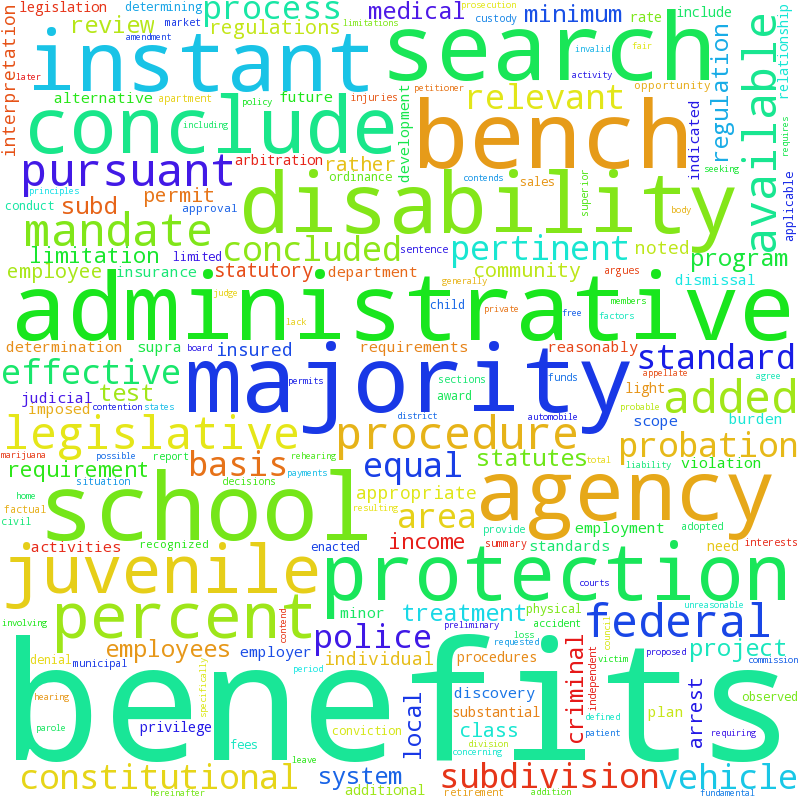 legislation determining process medical minimum rate include
market custody prosecution limitations
review regulations amendment invalid fair
interpretation instant search available relationship
later activity regulation
alternative apartment future injuries petitioner relevant opportunity
conclude policy including development bench indicated requires
pursuant arbitration rather contends seeking
principles ordinance sales superior applicable
conduct subd approval permit disability body
mandate concluded sentence pertinent noted
limitation limited generally program
employee insurance statutory department community argues dismissal
judge administrative child private free members factors
lack
determination supra board insured requirements reasonably standard
effective majority sections funds appellate agree
judicial test permits award light added
imposed contention states district automobile scope probable burden
legislative procedure probation
marijuana possible report rehearing basis equal statutes total
requirement situation decisions payments liability violation
home school appropriate agency
factual resulting area provide employment adopted
civil
activities recognized enacted income summary standards need interests
juvenile protection courts
percent minor treatment physical federal unreasonable
involving contend preliminary accident council proposed
employees employer police loss requested project
denial municipal specifically individual procedures criminal independent victim commission
period
hearing benefits local discovery defined arrest observed
parole privilege conviction substantial plan
fees class division patient requiring
leave concerning
constitutional system subdivision vehicle
hereinafter additional retirement addition fundamental